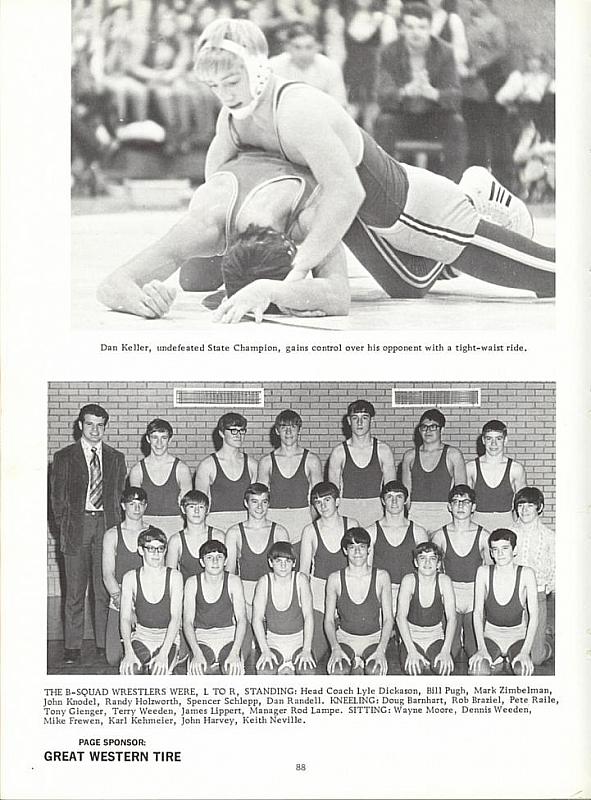 Dan Keller, undefeated State Champion, gains control over his opponent with a tight-waist ride.
THE B-SQUAD WRESTLERS WERE, L TO R, STANDING: Head Coach Lyle Dickason, Bill Pugh, Mark Zimbelman,
John Knodel, Randy Holzworth, Spencer Schlepp, Dan Randell. KNEELING: Doug Barnhart, Rob Braziel, Pete Raile,
Tony Gienger, Terry Weeden, James Lippert, Manager Rod Lampe. SITTING: Wayne Moore, Dennis Weeden,
Mike Frewen, Karl Kehmeier, John Harvey, Keith Neville.
PAGE SPONSOR:
GREAT WESTERN TIRE
88